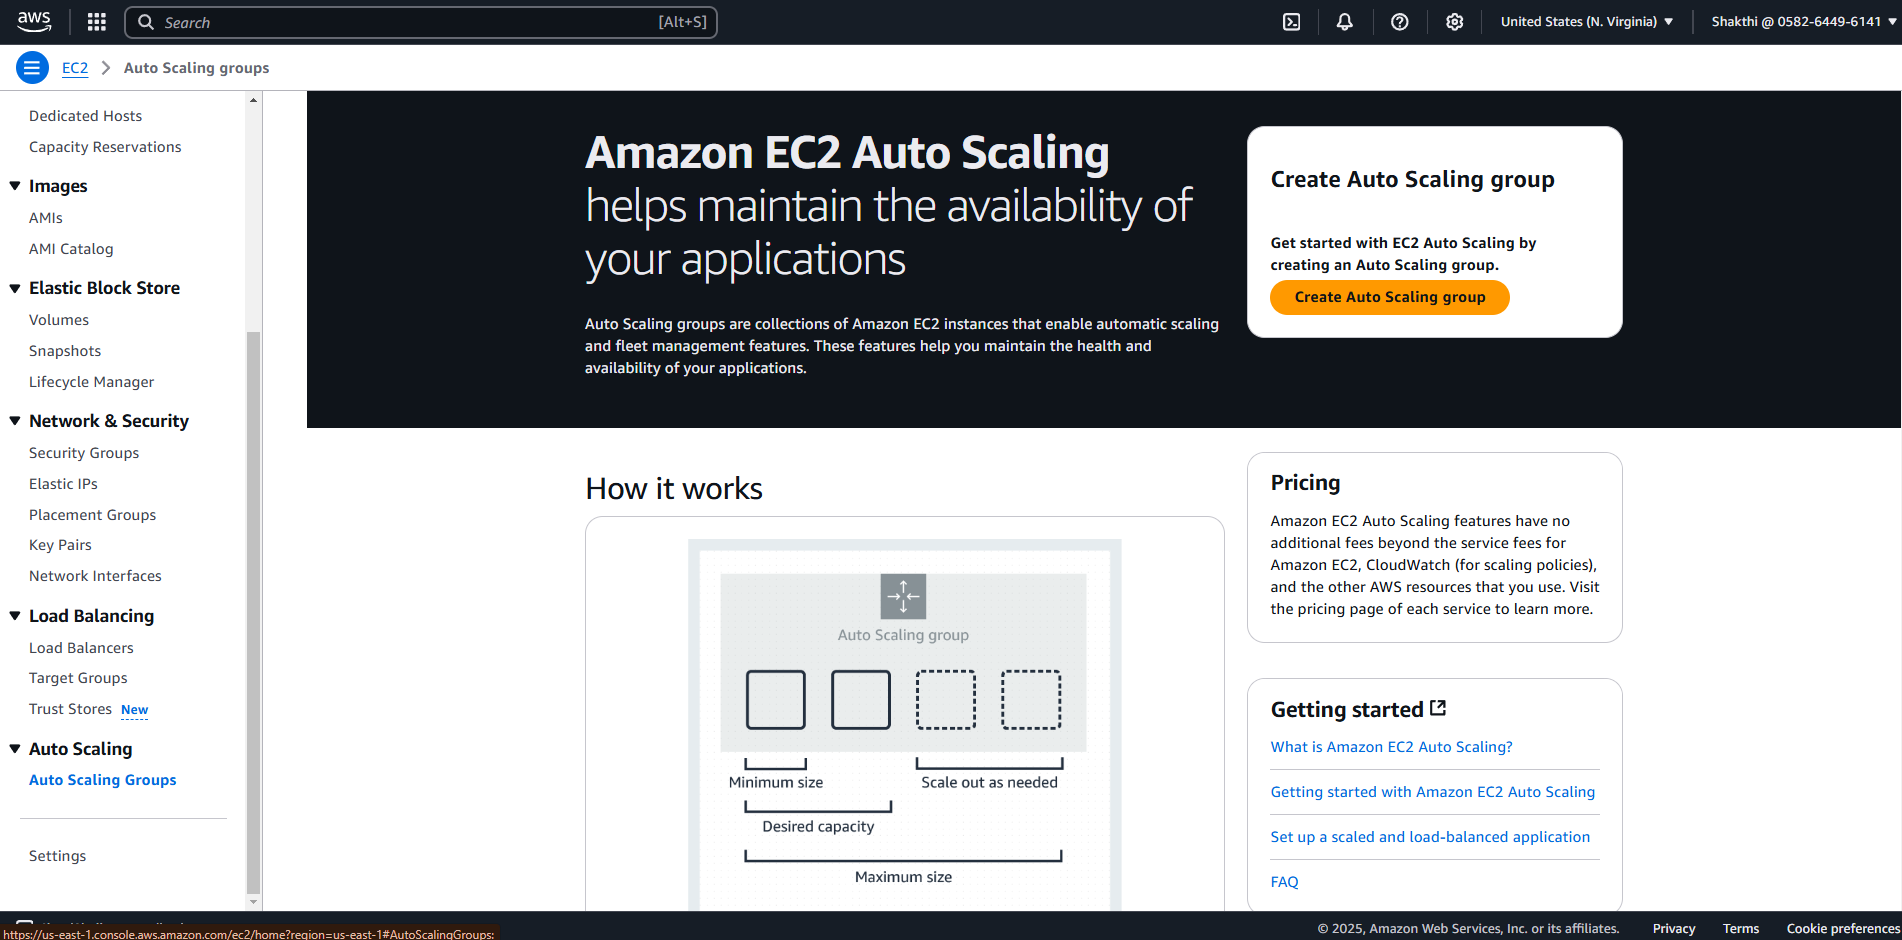 aws
Search [Alt+S]
United States (N. Virginia)
Shakthi @ 0582-6449-6141
EC2
Auto Scaling groups
Dedicated Hosts
Capacity Reservations
Images
AMIs
AMI Catalog
Elastic Block Store
Volumes
Snapshots
Lifecycle Manager
Network & Security
Security Groups
Elastic IPs
Placement Groups
Key Pairs
Network Interfaces
Load Balancing
Load Balancers
Target Groups
Trust Stores New
Auto Scaling
Auto Scaling Groups
Settings
Amazon EC2 Auto Scaling
helps maintain the availability of
your applications
Auto Scaling groups are collections of Amazon EC2 instances that enable automatic scaling
and fleet management features. These features help you maintain the health and
availability of your applications.
Create Auto Scaling group
Get started with EC2 Auto Scaling by
creating an Auto Scaling group.
Create Auto Scaling group
How it works
Auto Scaling group
Minimum size
Scale out as needed
Desired capacity
Maximum size
Pricing
Amazon EC2 Auto Scaling features have no
additional fees beyond the service fees for
Amazon EC2, CloudWatch (for scaling policies),
and the other AWS resources that you use. Visit
the pricing page of each service to learn more.
Getting started
What is Amazon EC2 Auto Scaling?
Getting started with Amazon EC2 Auto Scaling
Set up a scaled and load-balanced application
FAQ
https://us-east-1.console.aws.amazon.com/ec2/home?region=us-east-1#AutoScalingGroups:
© 2025, Amazon Web Services, Inc. or its affiliates.
Privacy
Terms
Cookie preferences